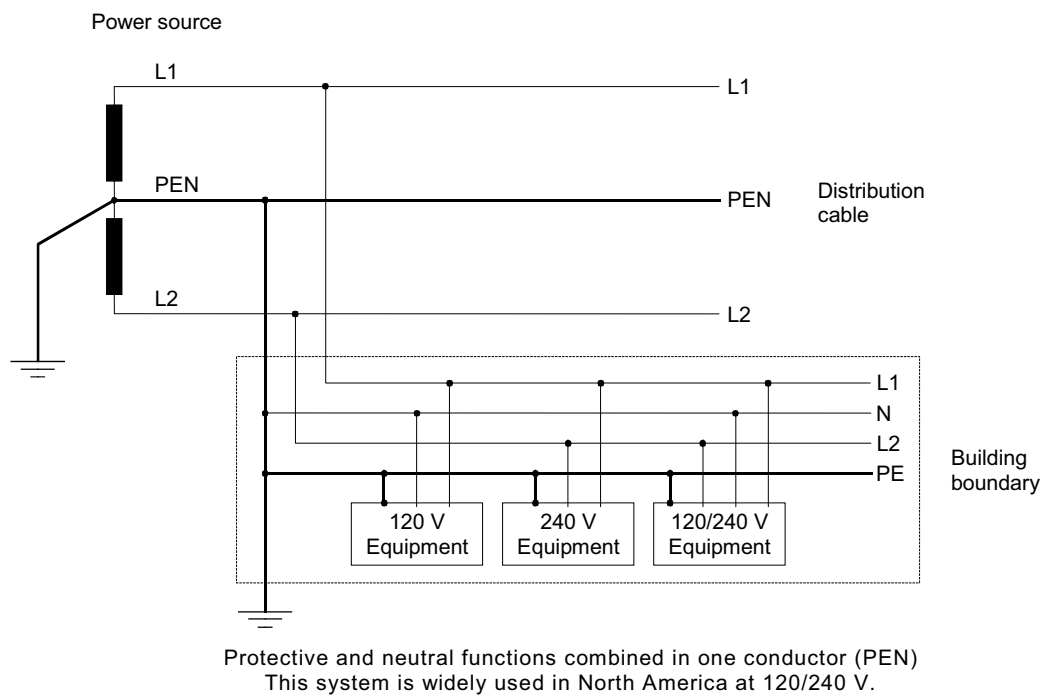 Power source
L1
L1
PEN
PEN
Distribution
cable
L2
L2
L1
N
L2
PE
Building
boundary
120 V
Equipment
240 V
Equipment
120/240 V
Equipment
Protective and neutral functions combined in one conductor (PEN)
This system is widely used in North America at 120/240 V.